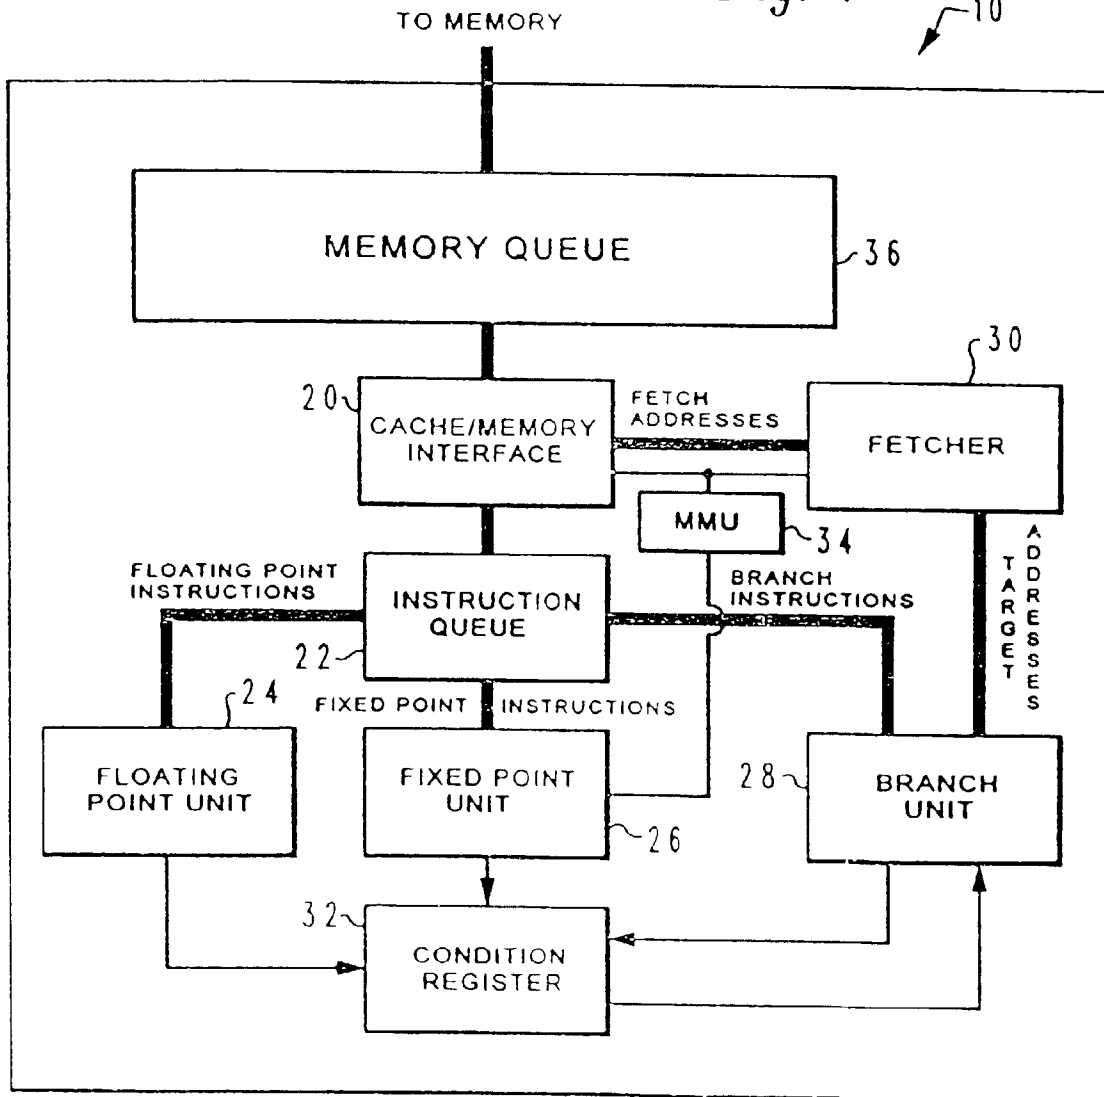 TO MEMORY
10
MEMORY QUEUE
36
30
20
CACHE/MEMORY
INTERFACE
FETCH
ADDRESSES
FETCHER
MMU
34
FLOATING POINT
INSTRUCTIONS
INSTRUCTION
QUEUE
22
BRANCH
INSTRUCTIONS
TARGET
ADDRESSES
24
FIXED POINT INSTRUCTIONS
FLOATING
POINT UNIT
FIXED POINT
UNIT
26
28
BRANCH
UNIT
32
CONDITION
REGISTER